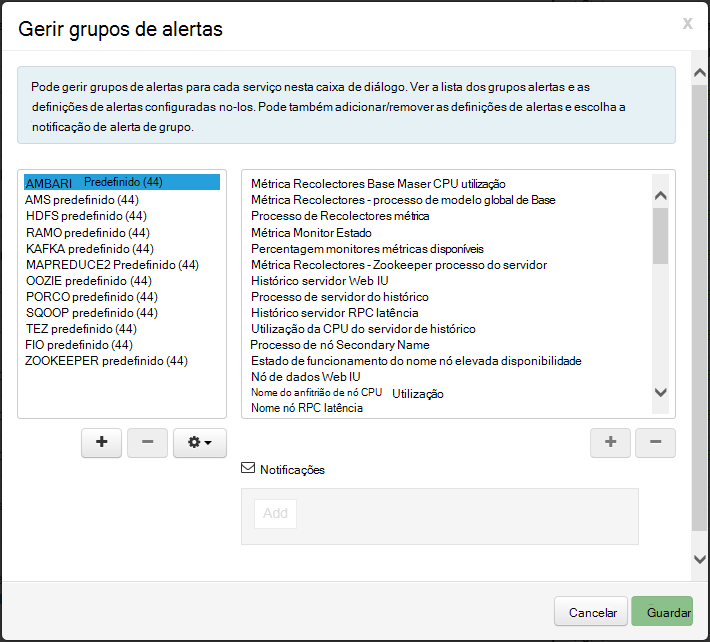 Gerir grupos de alertas
x
Pode gerir grupos de alertas para cada serviço nesta caixa de diálogo. Ver a lista dos grupos alertas e as
definições de alertas configuradas no-los. Pode também adicionar/remover as definições de alertas e escolha a
notificação de alerta de grupo.
AMBARI Predefinido (44)
AMS predefinido (44)
HDFS predefinido (44)
RAMO predefinido (44)
KAFKA predefinido (44)
MAPREDUCE2 Predefinido (44)
OOZIE predefinido (44)
PORCO predefinido (44)
SQOOP predefinido (44)
TEZ predefinido (44)
FIO predefinido (44)
ZOOKEEPER predefinido (44)
Métrica Recolectores Base Maser CPU utilização
Métrica Recolectores - processo de modelo global de Base
Processo de Recolectores métrica
Métrica Monitor Estado
Percentagem monitores métricas disponíveis
Métrica Recolectores - Zookeeper processo do servidor
Histórico servidor Web IU
Processo de servidor do histórico
Histórico servidor RPC latência
Utilização da CPU do servidor de histórico
Processo de nó Secondary Name
Estado de funcionamento do nome nó elevada disponibilidade
Nó de dados Web IU
Nome do anfitrião de nó CPU Utilização
Nome nó RPC latência
Notificações
Add
Cancelar
Guardar